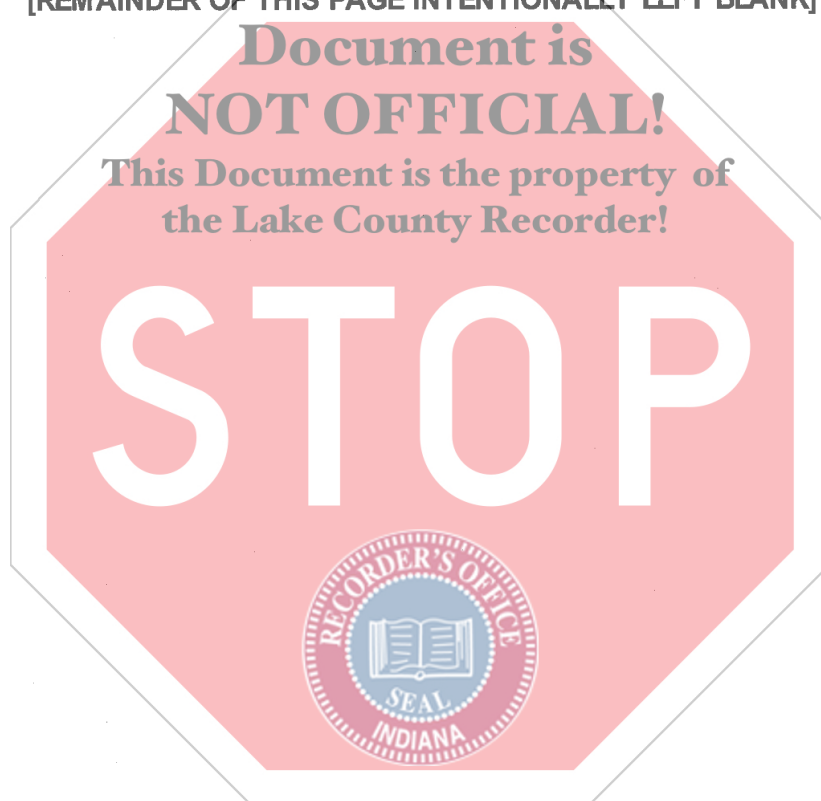 [REMAINDER OF THIS PAGE INTENTIONALLY LEFT BLANK]
Document is
NOT OFFICIAL!
This Document is the property of
the Lake County Recorder!
STOP
RECORDER'S OFFICE
SEAL
INDIANA